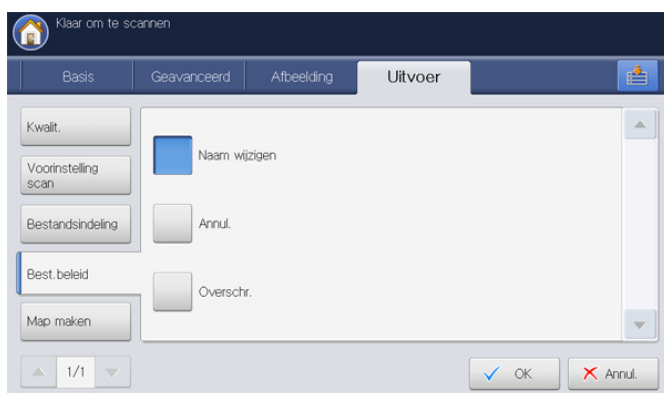 Klaar om te scannen
Basis
Geavanceerd
Afbeelding
Uitvoer
Kwalit.
Voorinstelling
scan
Bestandsindeling
Best.beleid
Map maken
1/1
Naam wijzigen
Annul.
Overschr.
OK
Annul.